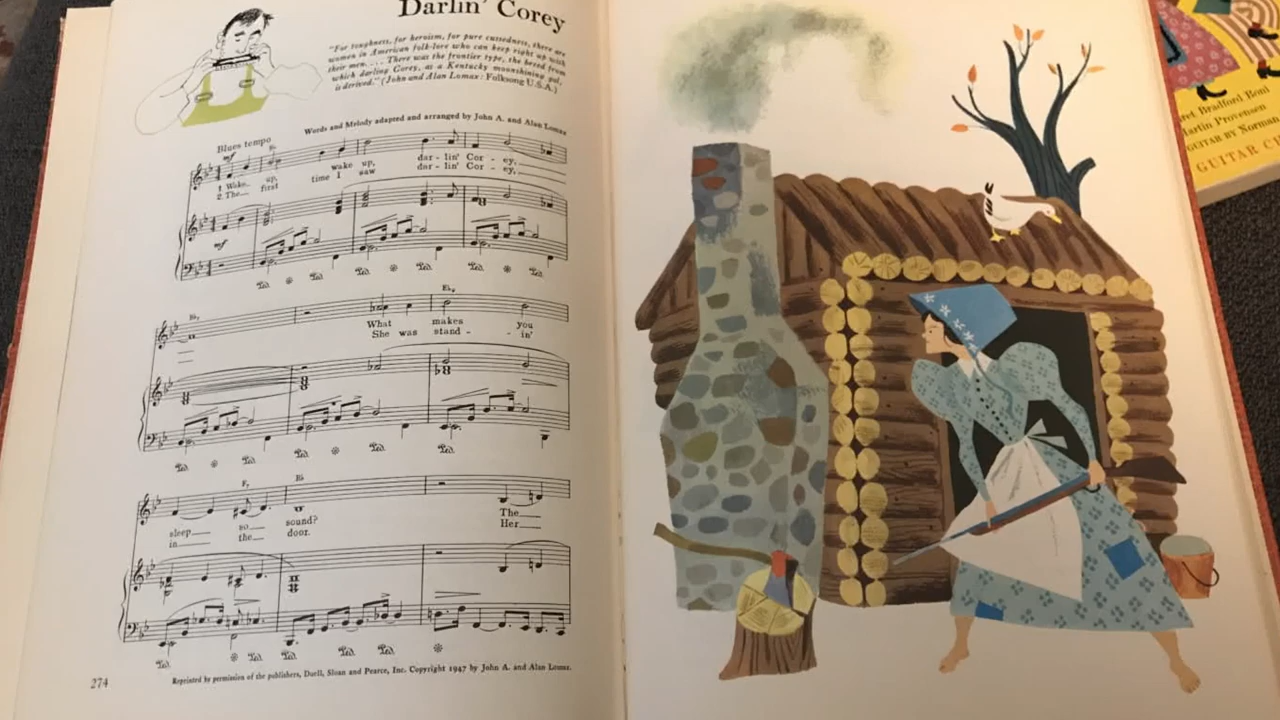 Darlin' Corey
"For toughness, for heroism, for pure cussedness, there are
women in American folk-lore who can keep right up with
their men. . . . There was the frontier type, the breed from
which darling Corey, as a Kentucky moonshining gal,
is derived." (John and Alan Lomax: Folksong U.S.A.)
Words and Melody adapted and arranged by John A. and Alan Lomax
Blues tempo
mf
1. Wake up, wake up, dar - lin' Cor - ey,
2. The first time I saw dar - lin' Cor - ey,
mf
What makes you
She was stand - in'
sleep so sound? The
in the door. Her
Reprinted by permission of the publishers, Duell, Sloan and Pearce, Inc. Copyright 1947 by John A. and Alan Lomax.
274
Bradford Boni
Provensen
GUITAR BY Norman
GUITAR